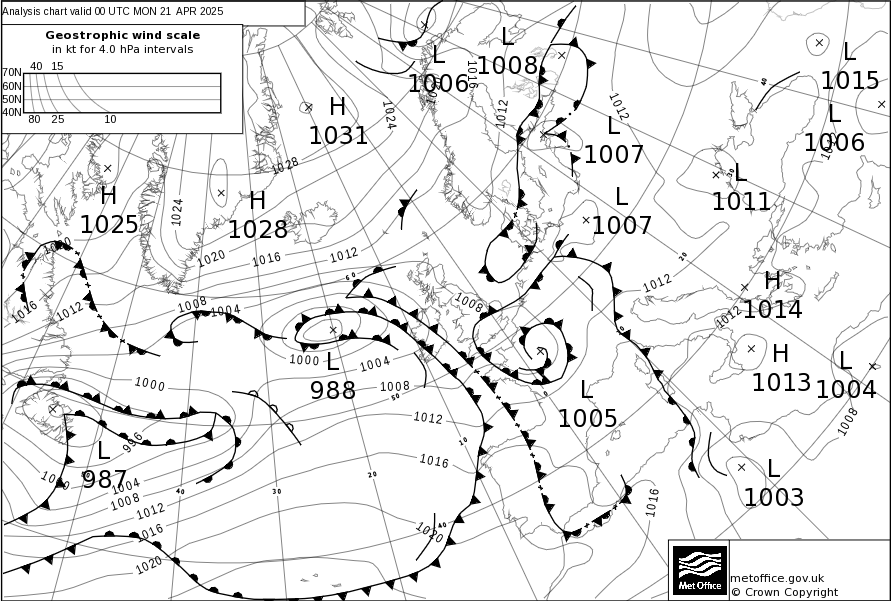 Analysis chart valid 00 UTC MON 21 APR 2025
Geostrophic wind scale
in kt for 4.0 hPa intervals
40 15
70N
60N
50N
40N
80 25 10
L
1006
L
1008
L
1015
L
1006
H
1031
L
1007
L
1011
H
1025
H
1028
L
1007
H
1014
H
1013
L
1004
L
988
L
1005
L
987
L
1003
1016
1012
1024
1012
1028
1024
1020
1016
1012
1008
1004
1016
1012
1008
1012
1012
1000
1004
1000
1008
1012
1016
996
1004
1008
1012
1016
1020
1020
1016
1008
40
30
20
10
50
60
40
20
metoffice.gov.uk
© Crown Copyright
Met Office